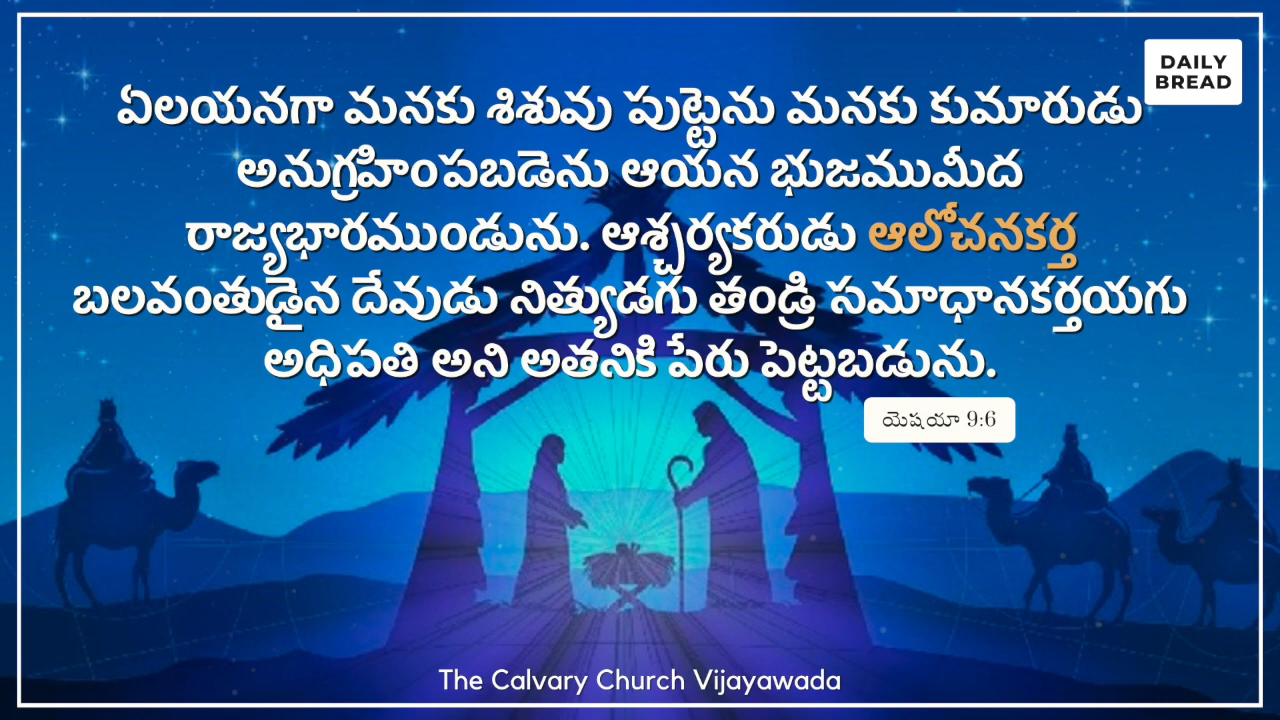 DAILY
BREAD
ఏలయనగా మనకు శిశువు పుట్టెను మనకు కుమారుడు
అనుగ్రహింపబడెను ఆయన భుజముమీద
రాజ్యభారముండును. ఆశ్చర్యకరుడు ఆలోచనకర్త
బలవంతుడైన దేవుడు నిత్యుడగు తండ్రి సమాధానకర్తయగు
అధిపతి అని అతనికి పేరు పెట్టబడును.
యెషయా 9:6
The Calvary Church Vijayawada